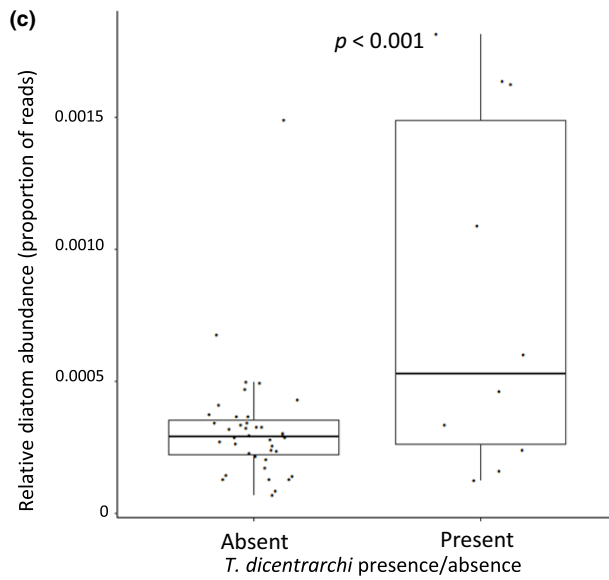 (c)
p < 0.001
Relative diatom abundance (proportion of reads)
0.0015
0.0010
0.0005
0
Absent
Present
T. dicentrarchi presence/absence